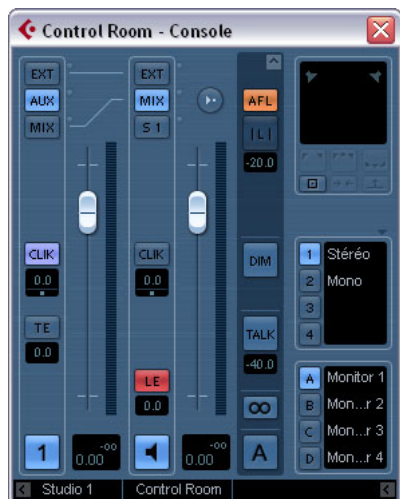 Control Room - Console
EXT
AUX
MIX
CLIK
0.0
TE
0.0
1
-oo
0.00
Studio 1
EXT
MIX
S 1
CLIK
0.0
LE
0.0
-oo
0.00
Control Room
AFL
I L I
-20.0
DIM
TALK
-40.0
A
1 Stéréo
2 Mono
3
4
A Monitor 1
B Mon...r 2
C Mon...r 3
D Mon...r 4